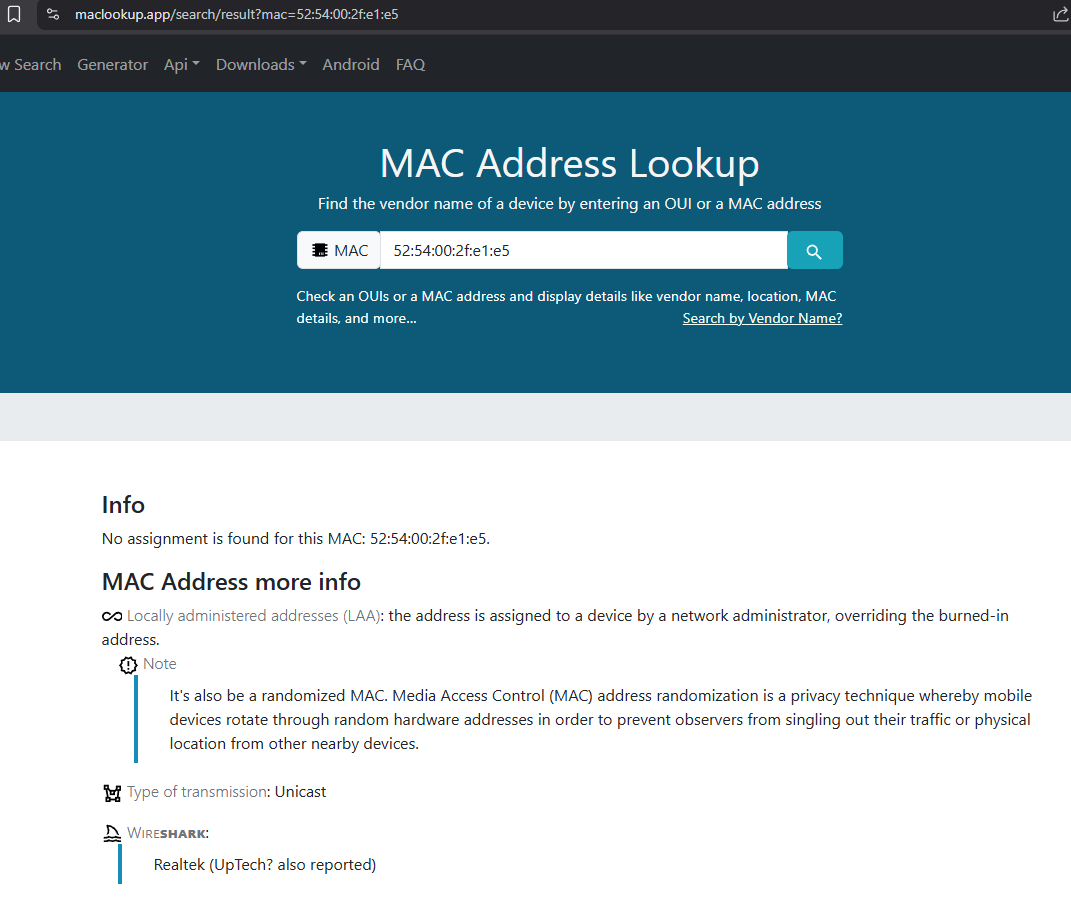 maclookup.app/search/result?mac=52:54:00:2f:e1:e5
w Search Generator Api Downloads Android FAQ
MAC Address Lookup
Find the vendor name of a device by entering an OUI or a MAC address
MAC 52:54:00:2f:e1:e5
Check an OUIs or a MAC address and display details like vendor name, location, MAC
details, and more... Search by Vendor Name?
Info
No assignment is found for this MAC: 52:54:00:2f:e1:e5.
MAC Address more info
Locally administered addresses (LAA): the address is assigned to a device by a network administrator, overriding the burned-in
address.
Note
It's also be a randomized MAC. Media Access Control (MAC) address randomization is a privacy technique whereby mobile
devices rotate through random hardware addresses in order to prevent observers from singling out their traffic or physical
location from other nearby devices.
Type of transmission: Unicast
WIRESHARK:
Realtek (UpTech? also reported)